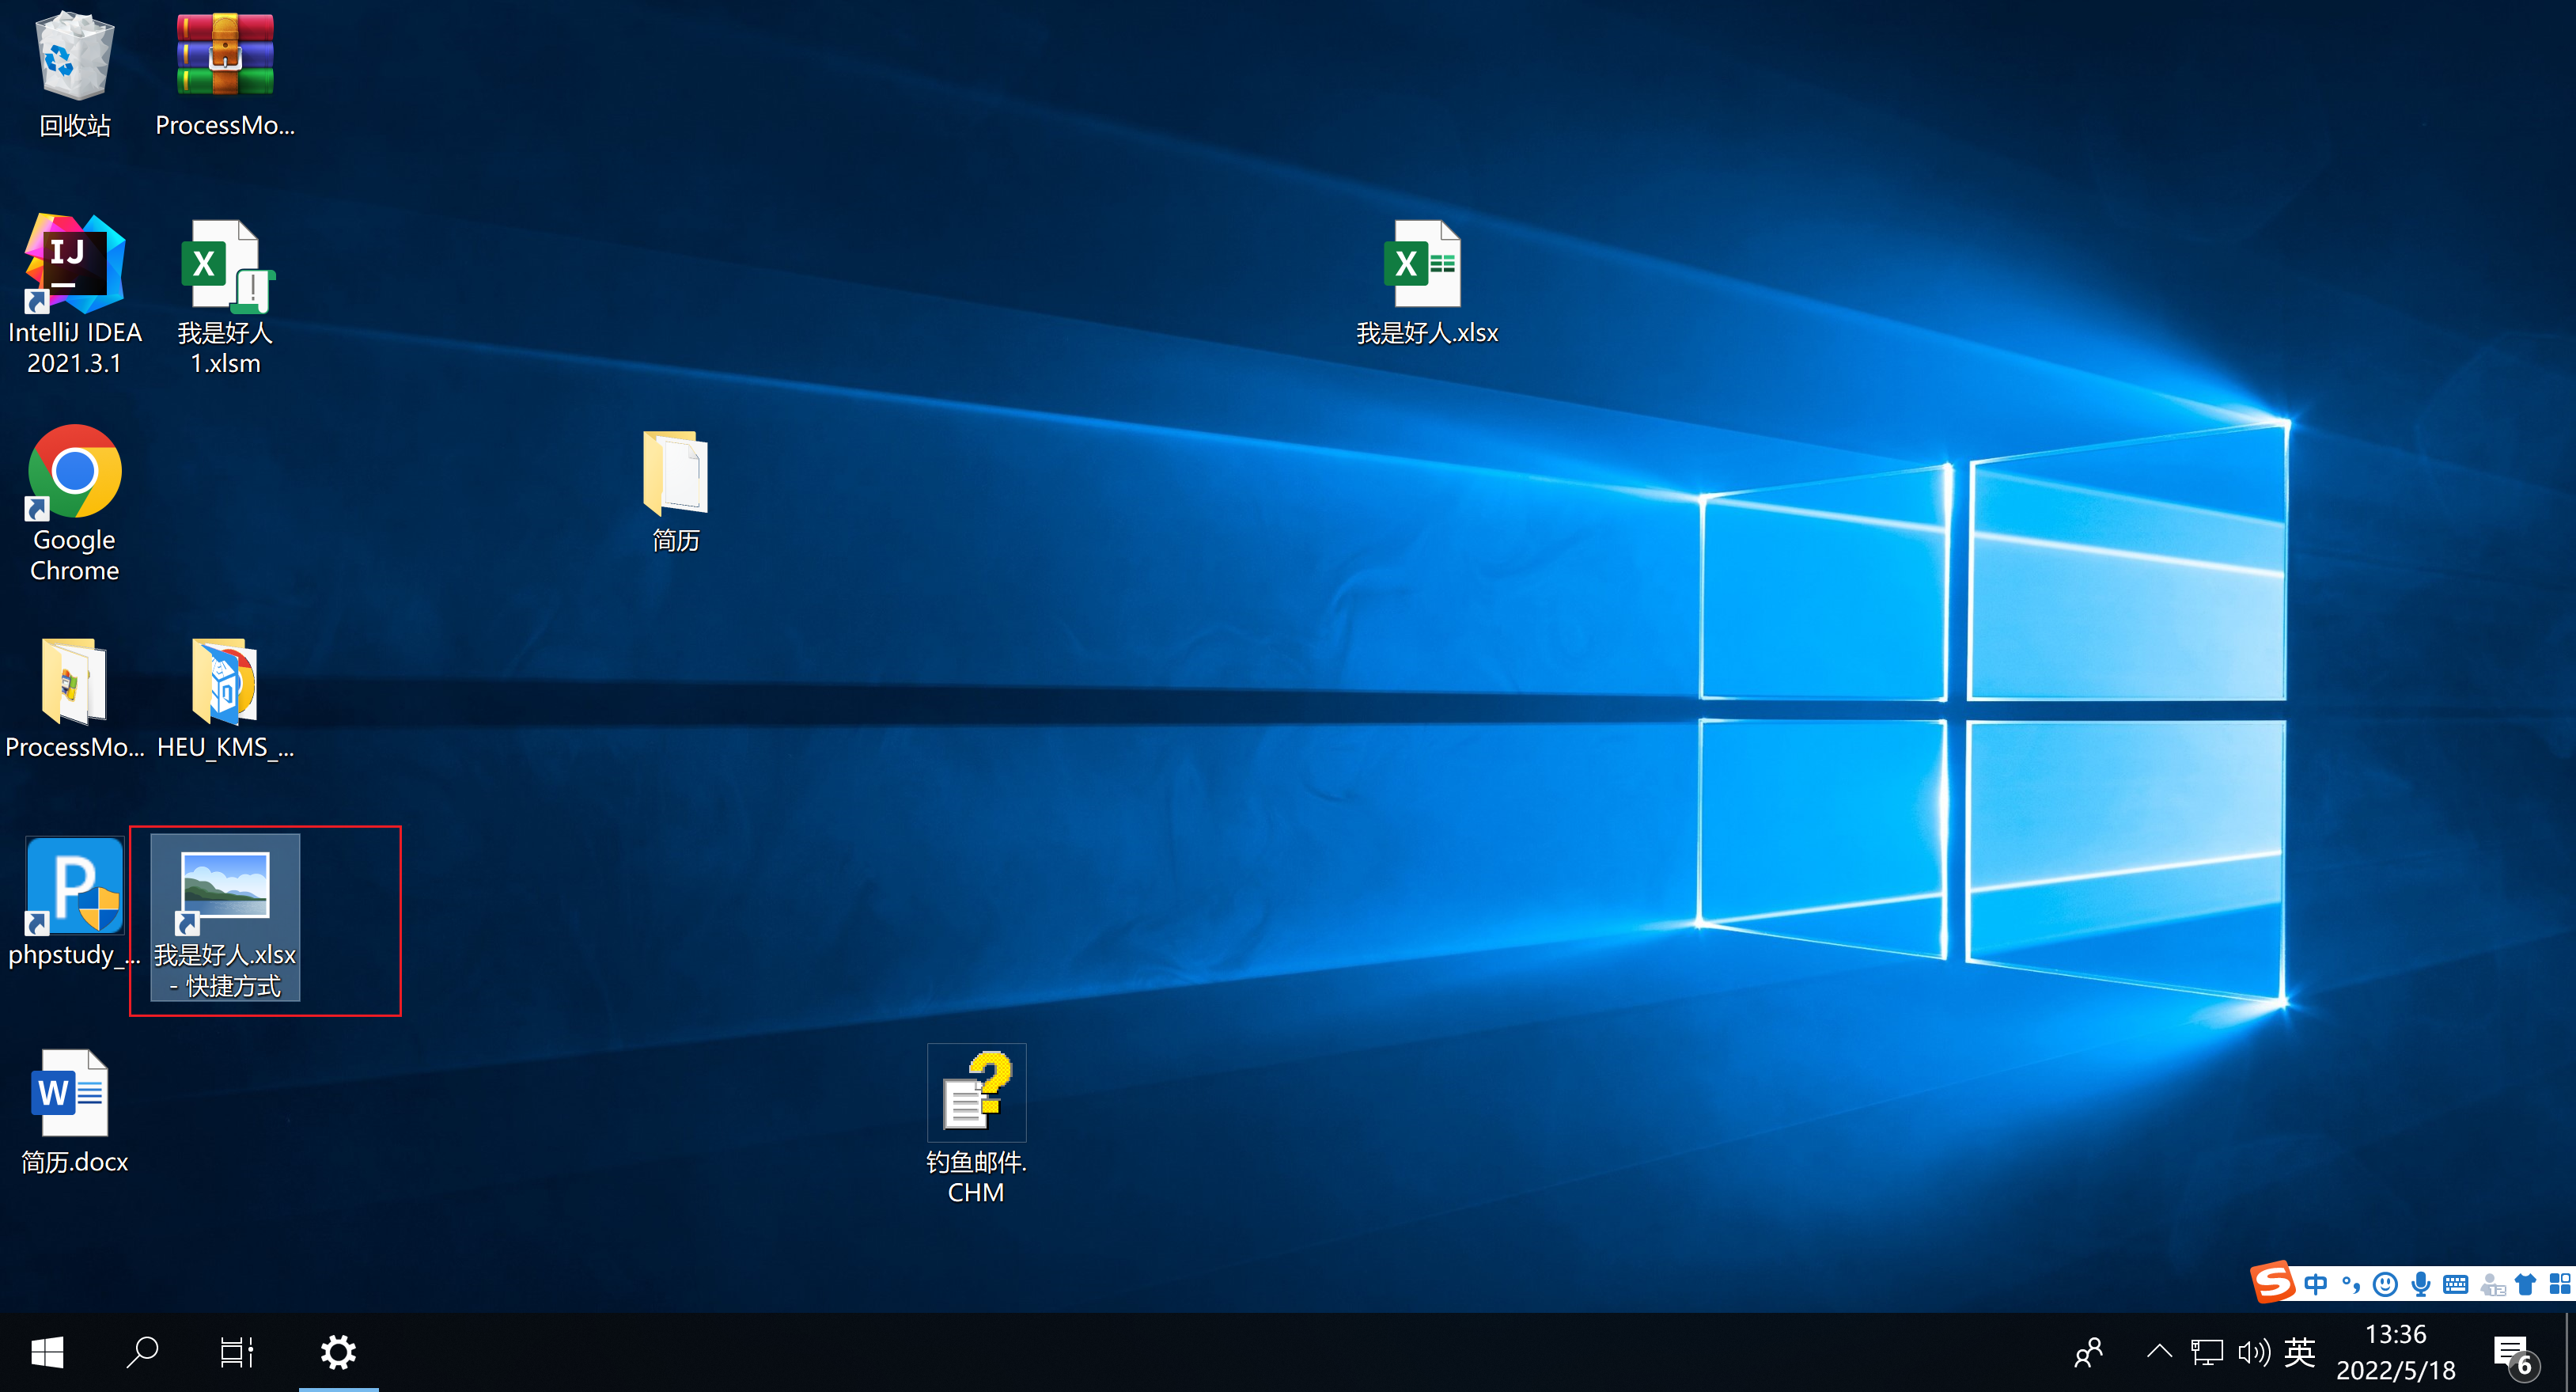 回收站
ProcessMo...
IJ
IntelliJ IDEA
2021.3.1
X
我是好人
1.xlsm
X
我是好人.xlsx
Google
Chrome
简历
ProcessMo...
HEU_KMS_...
P
phpstudy_...
我是好人.xlsx
- 快捷方式
W
简历.docx
钓鱼邮件.
CHM
S 中 °,
英
13:36
2022/5/18
6